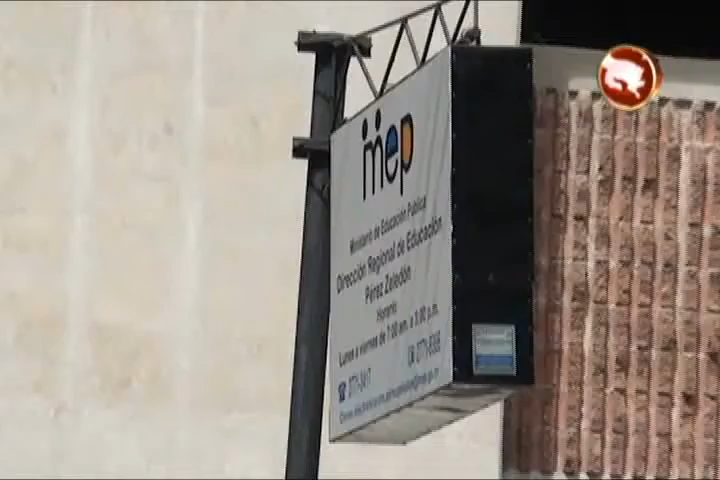 mep
Ministerio de Educación Pública
Dirección Regional de Educación
Pérez Zeledón
Horario
Lunes a viernes de 7:00 am. a 3:00 p.m.